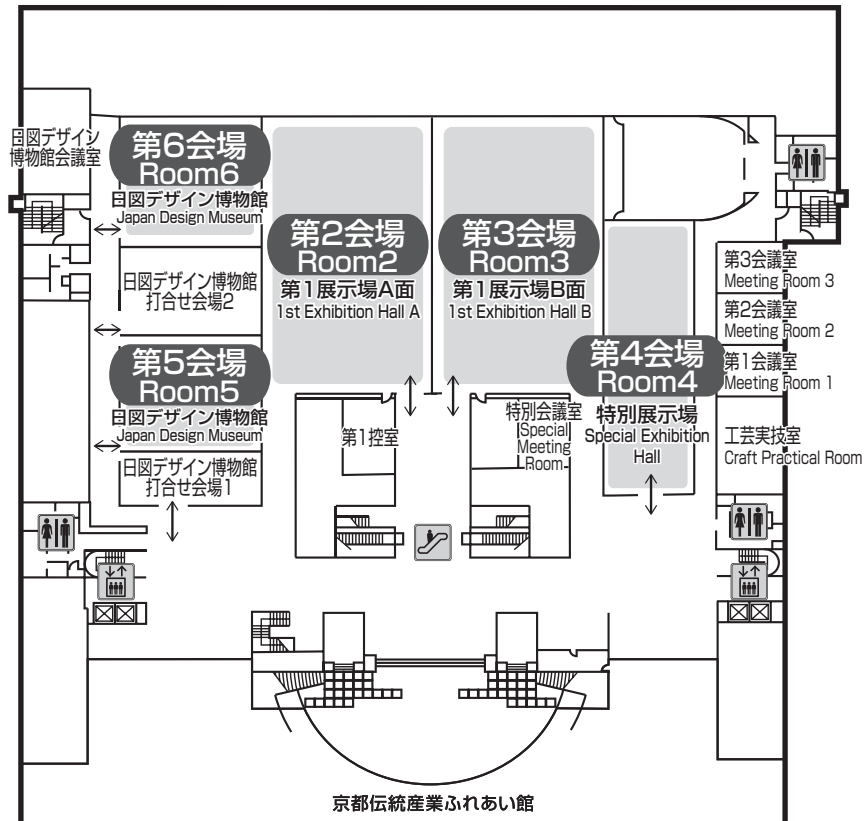 日図デザイン
博物館会議室
第6会場
Room6
日図デザイン博物館
Japan Design Museum
第2会場
Room2
第1展示場A面
1st Exhibition Hall A
第3会場
Room3
第1展示場B面
1st Exhibition Hall B
日図デザイン博物館
打合せ会場2
第3会議室
Meeting Room 3
第2会議室
Meeting Room 2
第1会議室
Meeting Room 1
第5会場
Room5
日図デザイン博物館
Japan Design Museum
第4会場
Room4
特別展示場
Special Exhibition
Hall
第1控室
特別会議室
Special
Meeting
Room
工芸実技室
Craft Practical Room
日図デザイン博物館
打合せ会場1
京都伝統産業ふれあい館